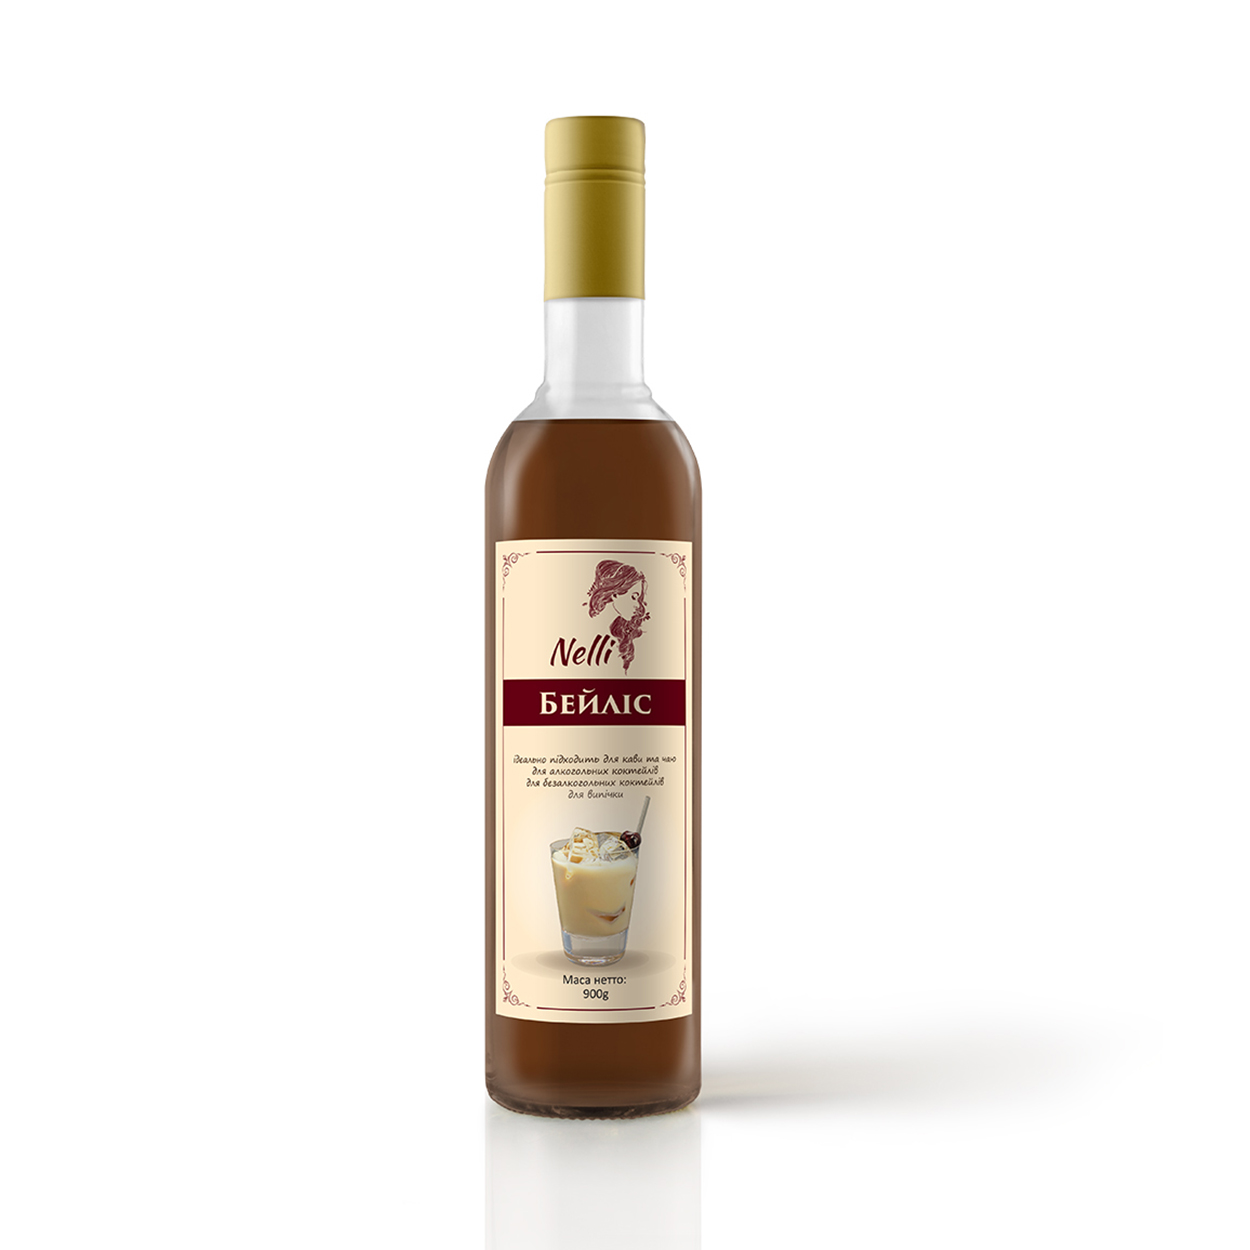 Nelli
Бейліс
ідеально підходить для кави та чаю
для алкогольних коктейлів
для безалкогольних коктейлів
для випічки
Маса нетто:
900g